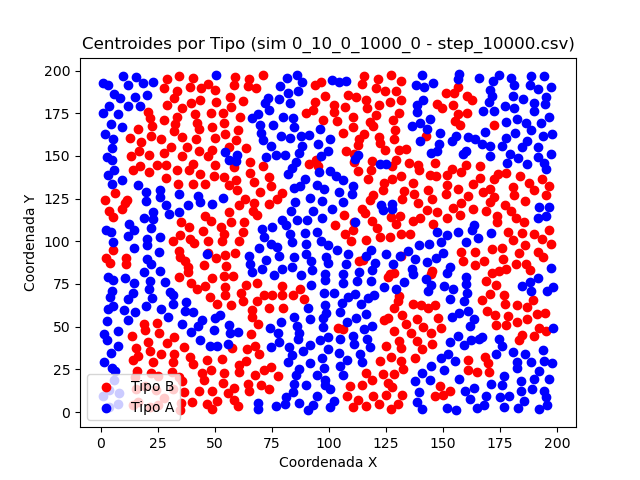 Centroides por Tipo (sim 0_10_0_1000_0 - step_10000.csv)
Coordenada Y
200
175
150
125
100
75
50
25
0
Tipo B
Tipo A
0 25 50 75 100 125 150 175 200
Coordenada X